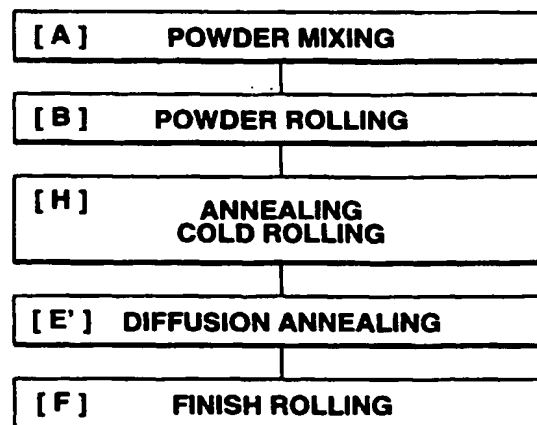 [ A ] POWDER MIXING
[ B ] POWDER ROLLING
[ H ] ANNEALING
COLD ROLLING
[ E' ] DIFFUSION ANNEALING
[ F ] FINISH ROLLING